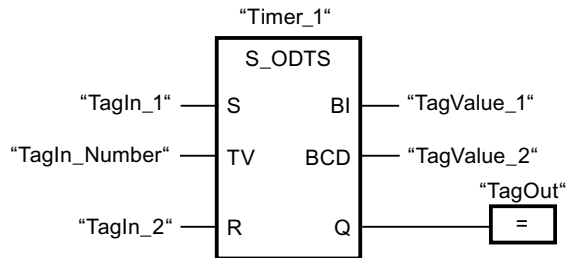 “Timer_1“
S_ODTS
“TagIn_1“ S BI “TagValue_1“
“TagIn_Number“ TV BCD “TagValue_2“
“TagOut“
“TagIn_2“ R Q =